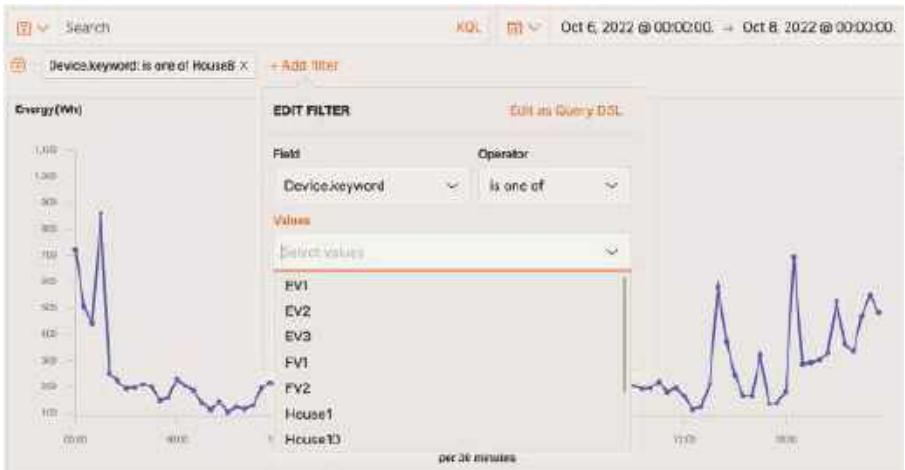 Search KQL Oct 6, 2022 @ 00:00:00. → Oct 8, 2022 @ 00:00:00.
Device.keyword: is one of House8 × + Add filter
Energy (Wh)
EDIT FILTER Edit as Query DSL
Field Operator
Device.keyword is one of
Values
Select values
EV1
EV2
EV3
House1
House10
per 30 minutes